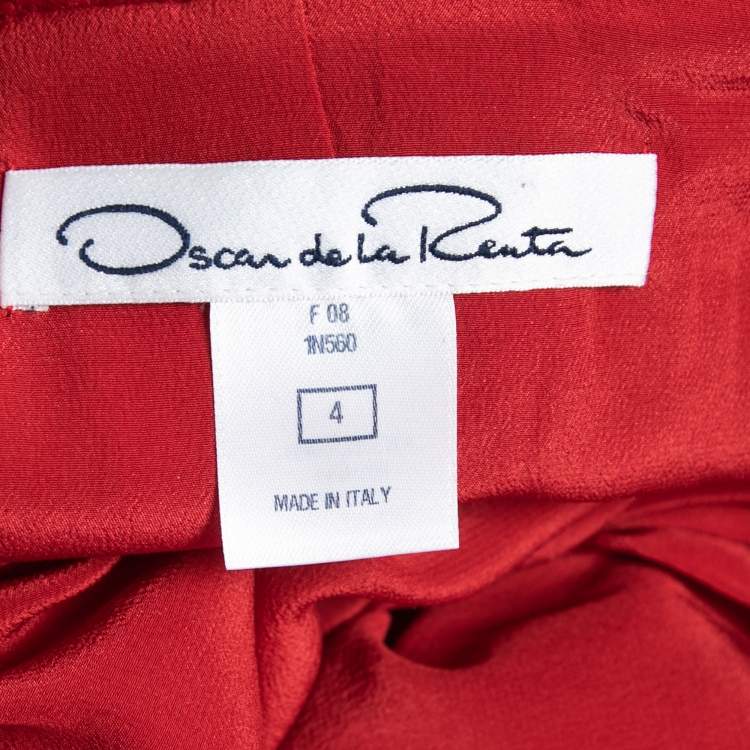 Oscar de la Renta
F 08
1N560
4
MADE IN ITALY